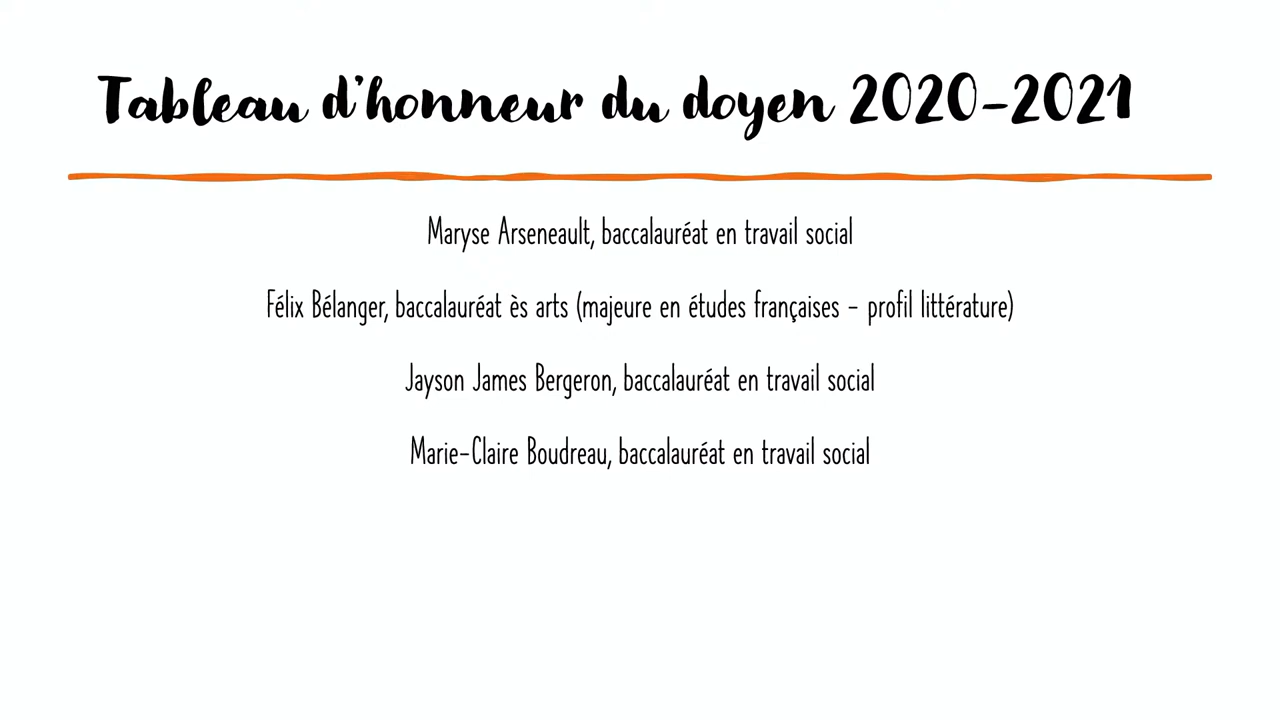 Tableau d'honneur du doyen 2020-2021
Maryse Arseneault, baccalauréat en travail social
Félix Bélanger, baccalauréat ès arts (majeure en études françaises - profil littérature)
Jayson James Bergeron, baccalauréat en travail social
Marie-Claire Boudreau, baccalauréat en travail social